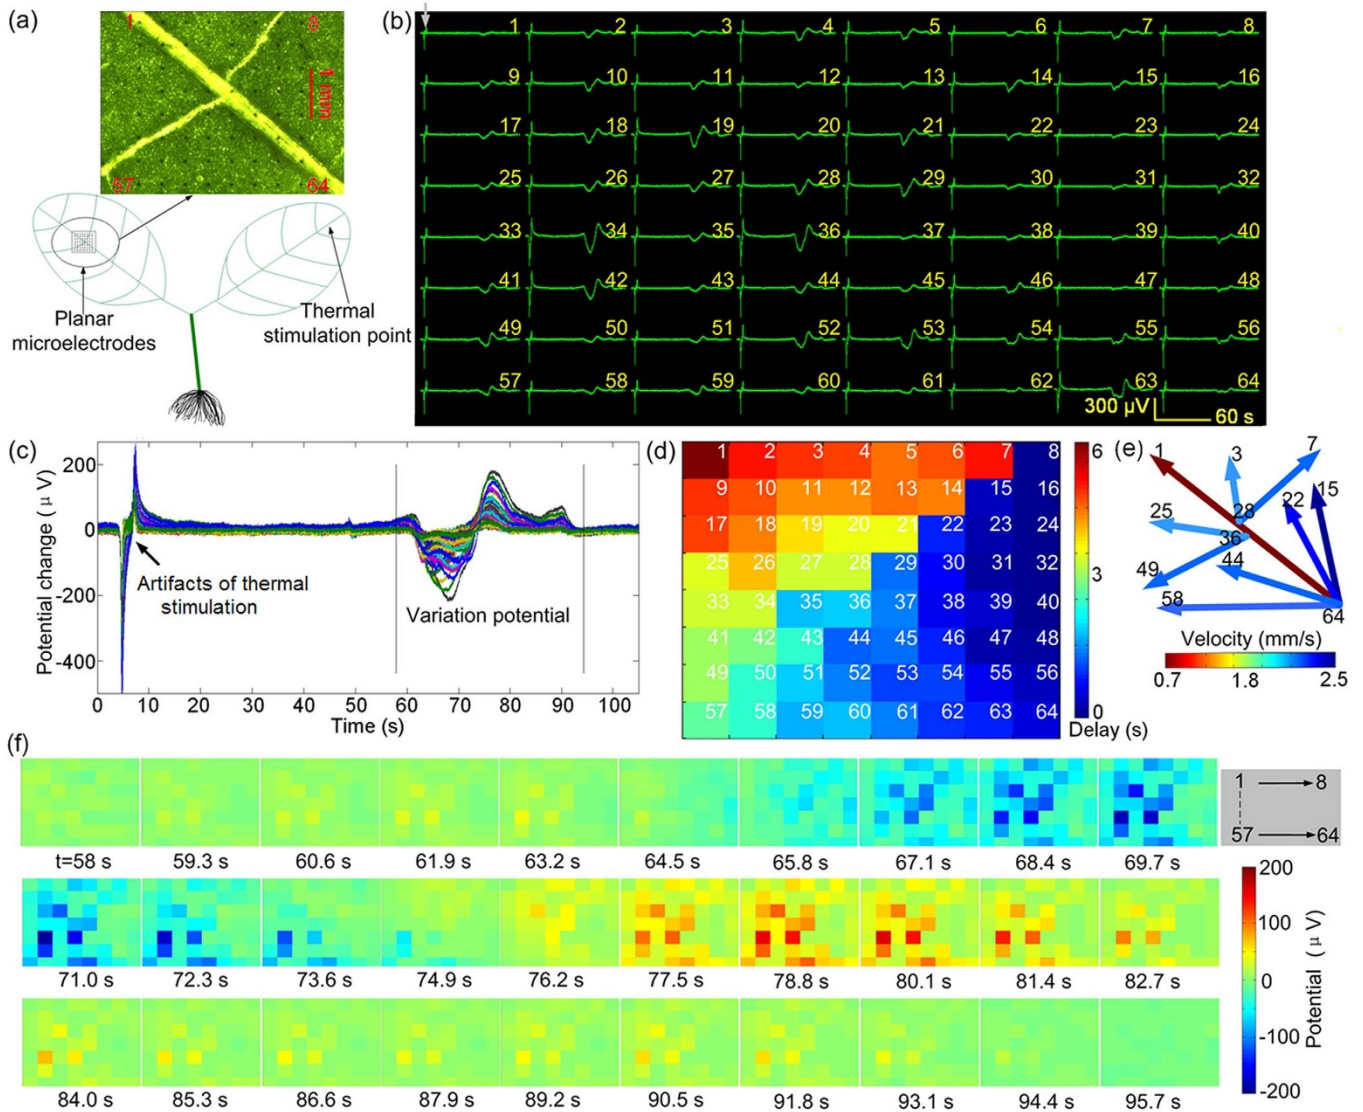 (a)
1
8
1 mm
57
64
Planar
microelectrodes
Thermal
stimulation point
(b)
1 2 3 4 5 6 7 8
9 10 11 12 13 14 15 16
17 18 19 20 21 22 23 24
25 26 27 28 29 30 31 32
33 34 35 36 37 38 39 40
41 42 43 44 45 46 47 48
49 50 51 52 53 54 55 56
57 58 59 60 61 62 63 64
300 μV
60 s
(c)
Potential change (μV)
200
0
-200
-400
Artifacts of thermal
stimulation
Variation potential
0 10 20 30 40 50 60 70 80 90 100
Time (s)
(d)
1 2 3 4 5 6 7 8
9 10 11 12 13 14 15 16
17 18 19 20 21 22 23 24
25 26 27 28 29 30 31 32
33 34 35 36 37 38 39 40
41 42 43 44 45 46 47 48
49 50 51 52 53 54 55 56
57 58 59 60 61 62 63 64
6
3
0
Delay (s)
(e)
1
3
7
25
28
22
15
36
49
44
58
64
Velocity (mm/s)
0.7 1.8 2.5
(f)
t=58 s 59.3 s 60.6 s 61.9 s 63.2 s 64.5 s 65.8 s 67.1 s 68.4 s 69.7 s
1 8
57 64
71.0 s 72.3 s 73.6 s 74.9 s 76.2 s 77.5 s 78.8 s 80.1 s 81.4 s 82.7 s
84.0 s 85.3 s 86.6 s 87.9 s 89.2 s 90.5 s 91.8 s 93.1 s 94.4 s 95.7 s
200
100
0
-100
-200
Potential (μV)